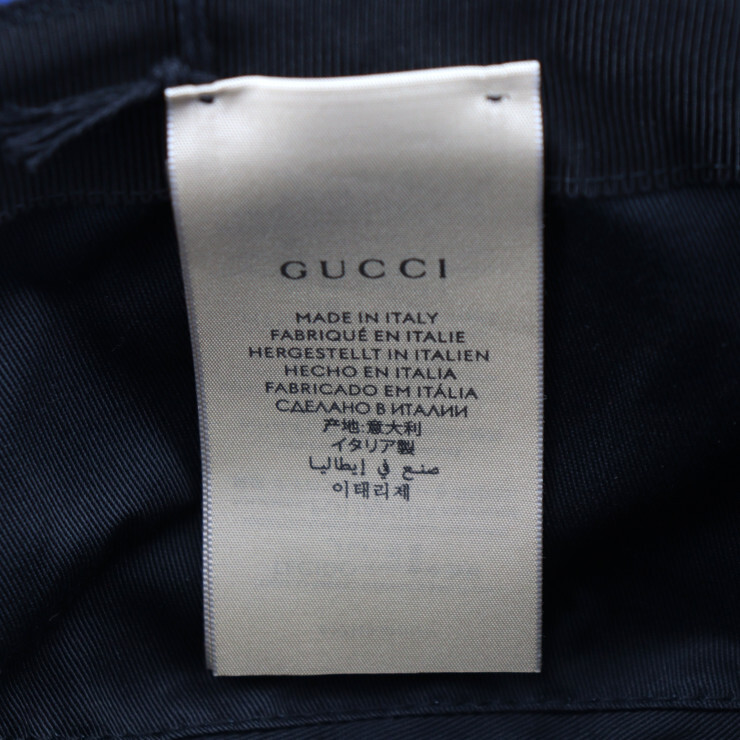 GUCCI
MADE IN ITALY
FABRIQUÉ EN ITALIE
HERGESTELLT IN ITALIEN
HECHO EN ITALIA
FABRICADO EM ITÁLIA
СДЕЛАНО В ИТАЛИИ
产地:意大利
イタリア製
صنع في إيطاليا
이태리제